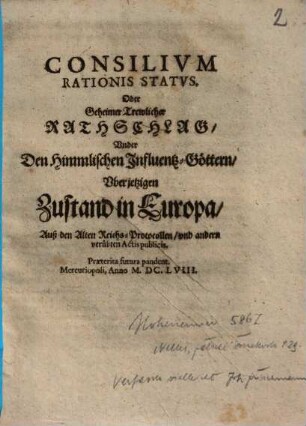 2
CONSILIVM
RATIONIS STATVS.
Oder
Geheimer Trewlicher
RATHSCHLAG/
Vnder
Den Himmlischen Influentz-Göttern/
Vber jetzigen
Zustand in Europa/
Auß den Alten Reichs-Protocollen/ vnd andern
verübten Actis publicis.
Præterita futura pandent.
Mercuriopoli, Anno M. DC. LVIII.
5861